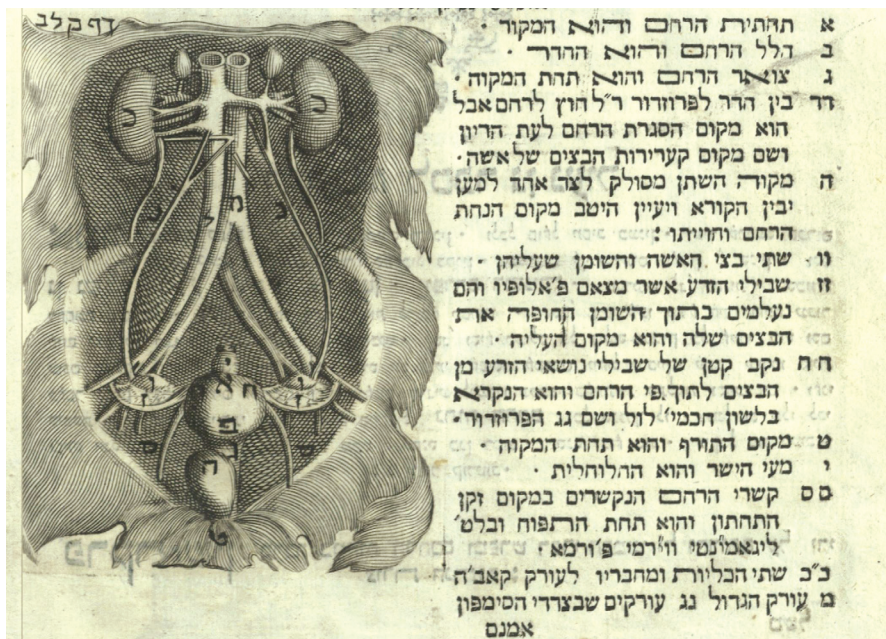 דף קלב
א תחתית הרחם והוא המקור ·
ב חלל הרחם והוא החדר ·
ג צואר הרחם והוא תחת המקוה ·
דד בין הדר לפרוזדור ר"ל חוץ לרחם אבל
הוא מקום הסגרת הרחם לעת הריון
ושם מקום קערירות הבצים של אשה ·
ה מקוה השתן מסולק לצד אחד למען
יבין הקורא ויעיין היטב מקום הנחת
הרחם וחוייתו :
וו שתי בצי האשה והשומן שעליהן ·
זז שבילי הזרע אשר מצאם פ'אלופיו והם
נעלמים בתוך השומן החופה את
הבצים שלה והוא מקום העליה ·
חח נקב קטן של שבילי נושאי הזרע מן
הבצים לתוך פי הרחם והוא הנקרא
בלשון חכמי' לול ושם גג הפרוזדור ·
ט מקום התורף והוא תחת המקוה ·
י מעי הישר והוא החלוחלית ·
סס קשרי הרחם הנקשרים במקום זקן
התחתון והוא תחת התפוח ובלט'
ליגאמינטי ווירמי פ'ורמא ·
כ"כ שתי הכליות ומחבריו לעורק קאב'ה
מ עורק הגדול נג עורקים שבצדדי הסימפון
אמנם